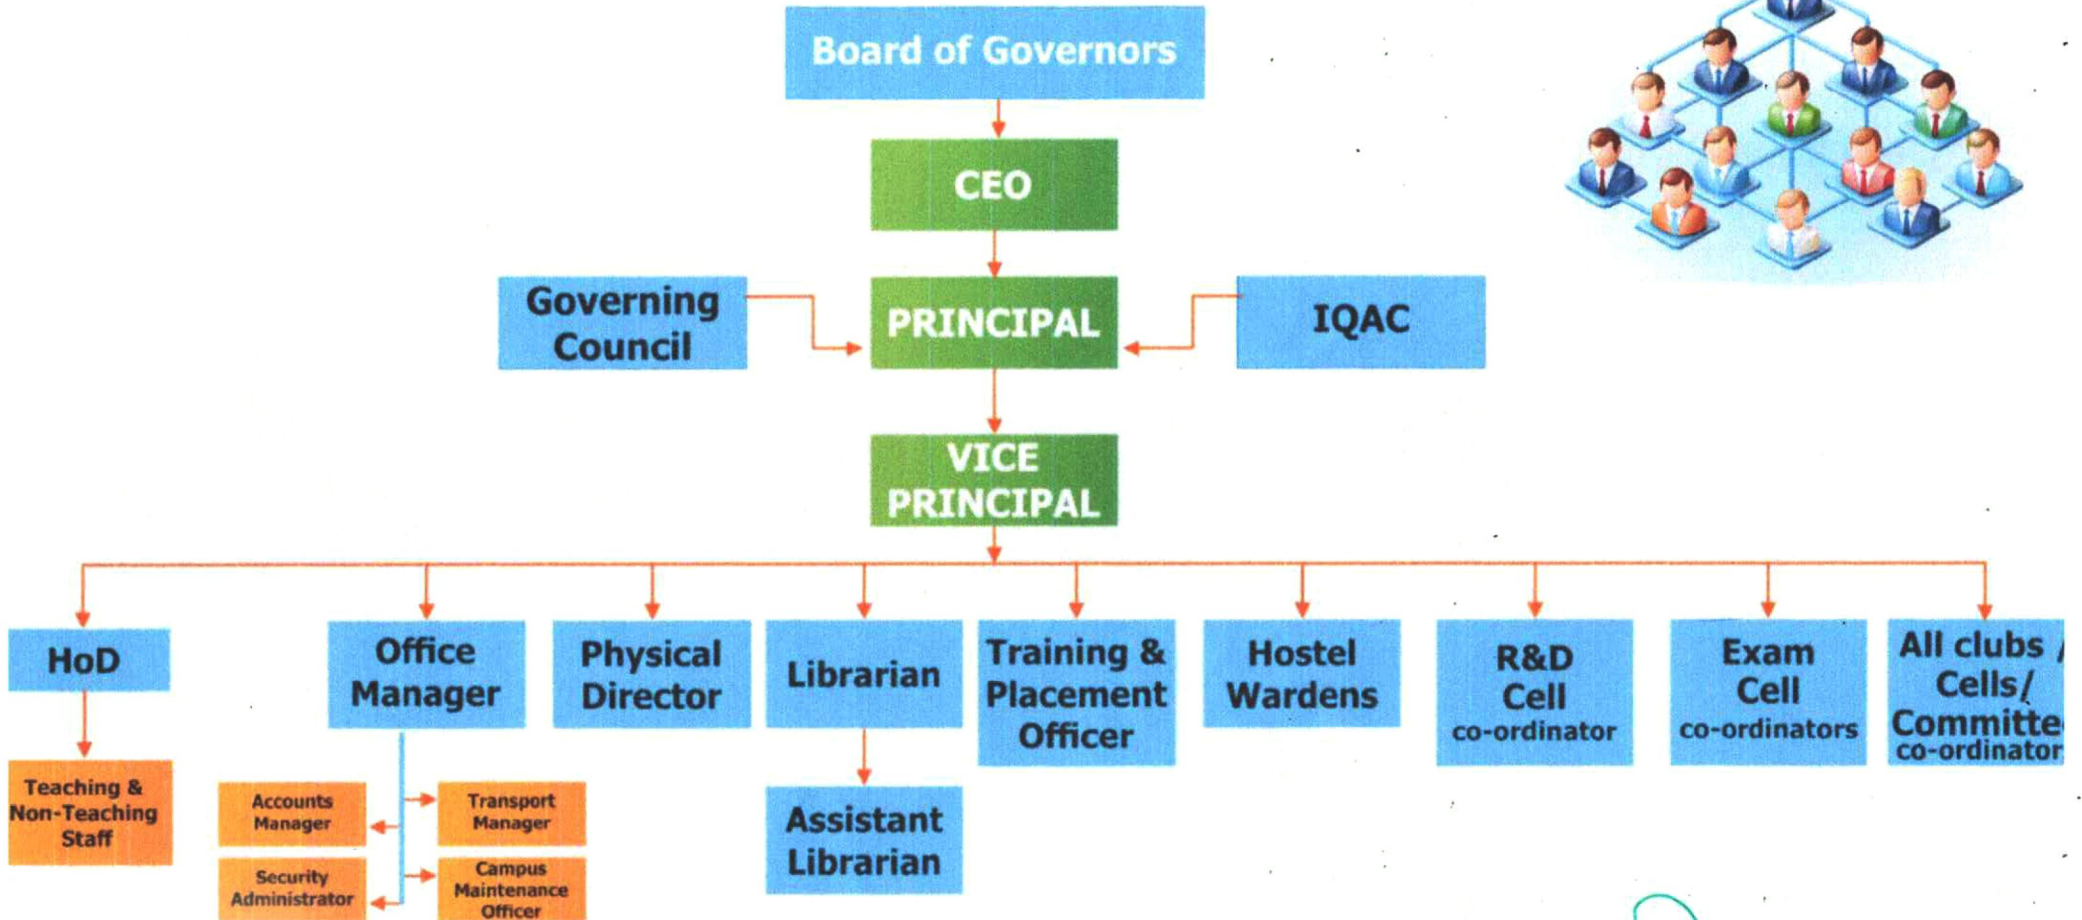 Board of Governors
CEO
Governing
Council
PRINCIPAL
IQAC
VICE
PRINCIPAL
HoD
Office
Manager
Physical
Director
Librarian
Training &
Placement
Officer
Hostel
Wardens
R&D
Cell
co-ordinator
Exam
Cell
co-ordinators
All clubs /
Cells/
Committe
co-ordinator
Teaching &
Non-Teaching
Staff
Accounts
Manager
Transport
Manager
Security
Administrator
Campus
Maintenance
Officer
Assistant
Librarian